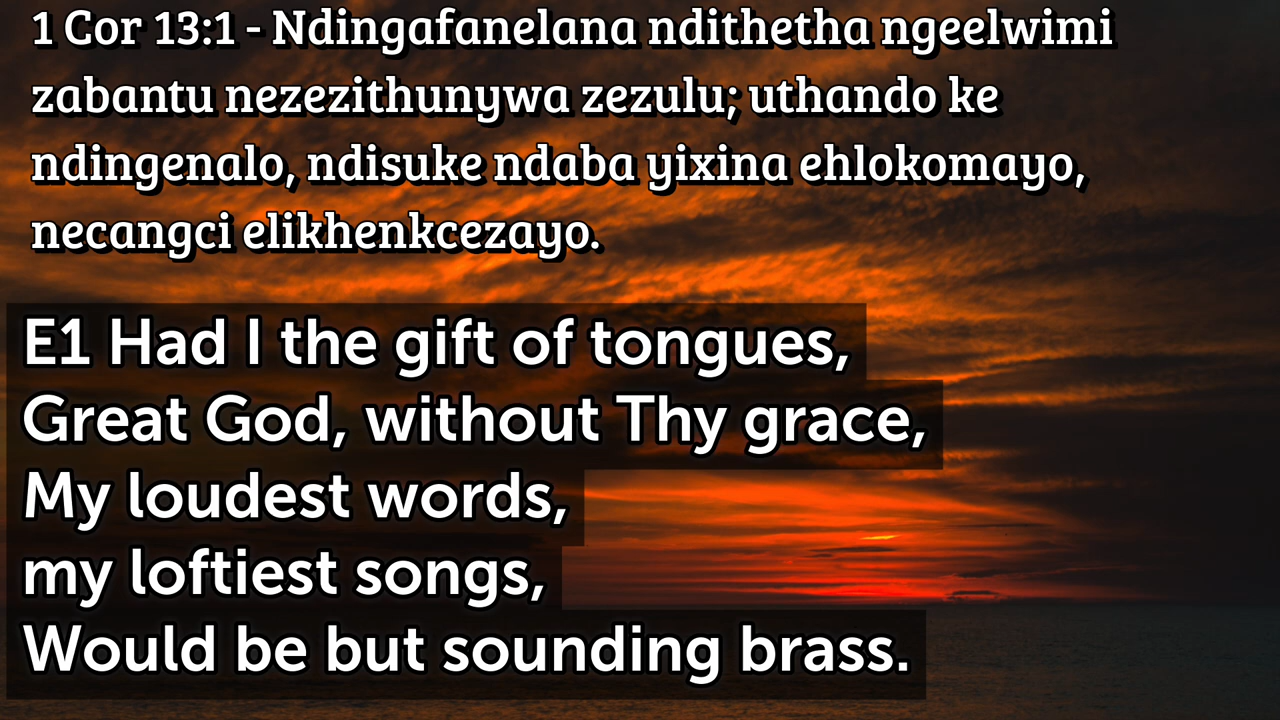 1 Cor 13:1 - Ndingafanelana ndithetha ngeelwimi
zabantu nezezithunywa zezulu; uthando ke
ndingenalo, ndisuke ndaba yixina ehlokomayo,
necangci elikhenkcezayo.
E1 Had I the gift of tongues,
Great God, without Thy grace,
My loudest words,
my loftiest songs,
Would be but sounding brass.